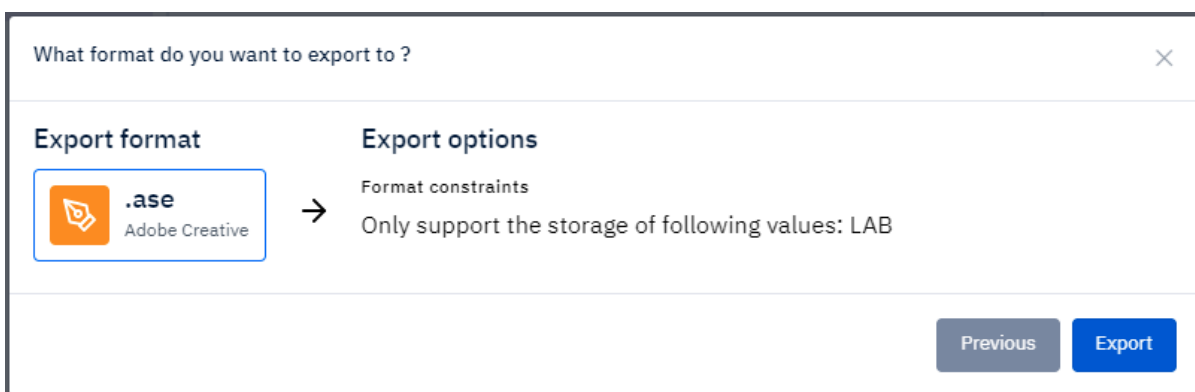 What format do you want to export to ?
Export format
.ase
Adobe Creative
Export options
Format constraints
Only support the storage of following values: LAB
Previous
Export